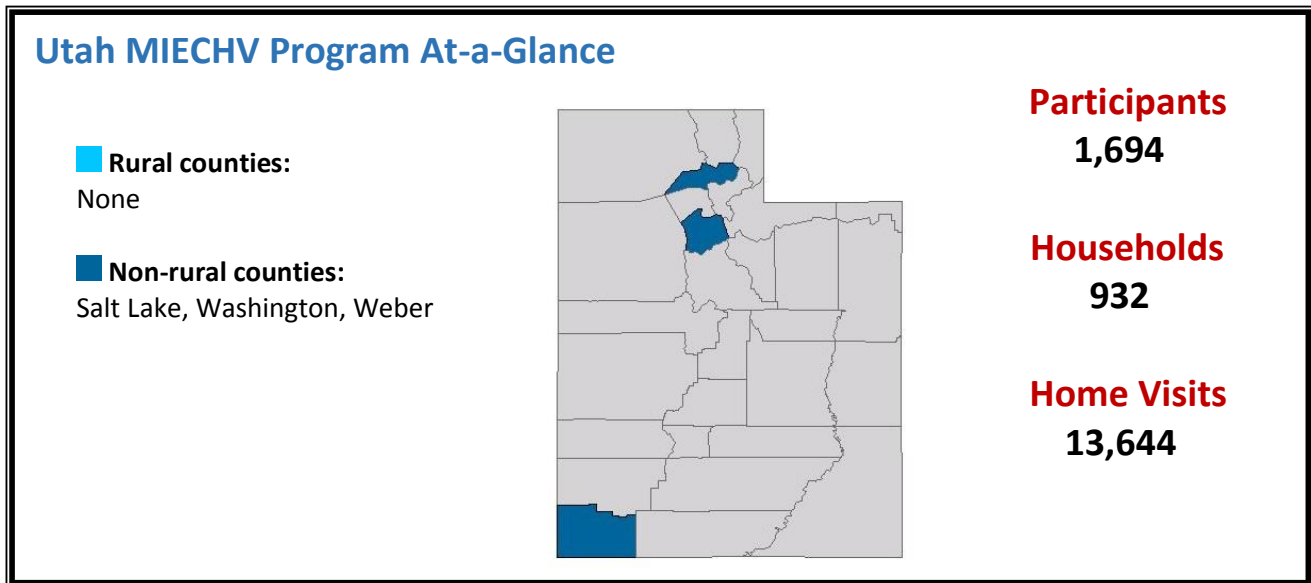 Utah MIECHV Program At-a-Glance
Rural counties:
None
Non-rural counties:
Salt Lake, Washington, Weber
Participants
1,694
Households
932
Home Visits
13,644